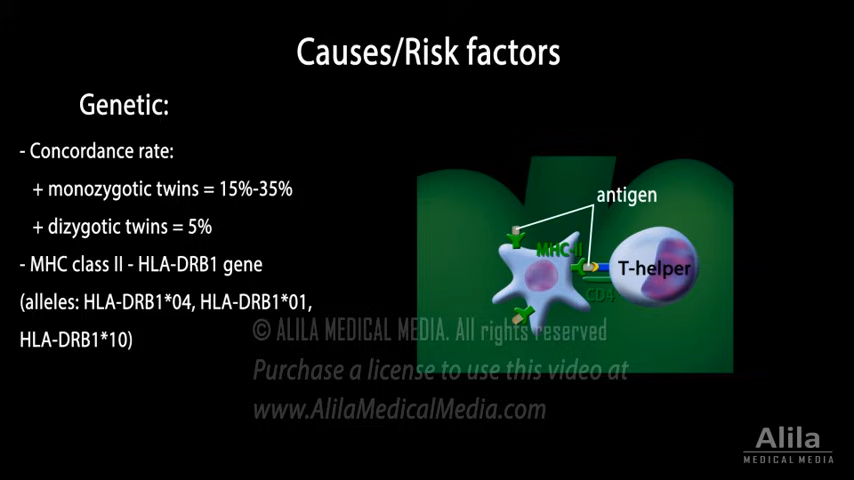 Causes/Risk factors
Genetic:
- Concordance rate:
+ monozygotic twins = 15%-35%
+ dizygotic twins = 5%
- MHC class II - HLA-DRB1 gene
(alleles: HLA-DRB1*04, HLA-DRB1*01,
HLA-DRB1*10)
antigen
MHC-II
T-helper
CD4
© ALILA MEDICAL MEDIA. All rights reserved
Purchase a license to use this video at
www.AlilaMedicalMedia.com
Alila
MEDICAL MEDIA